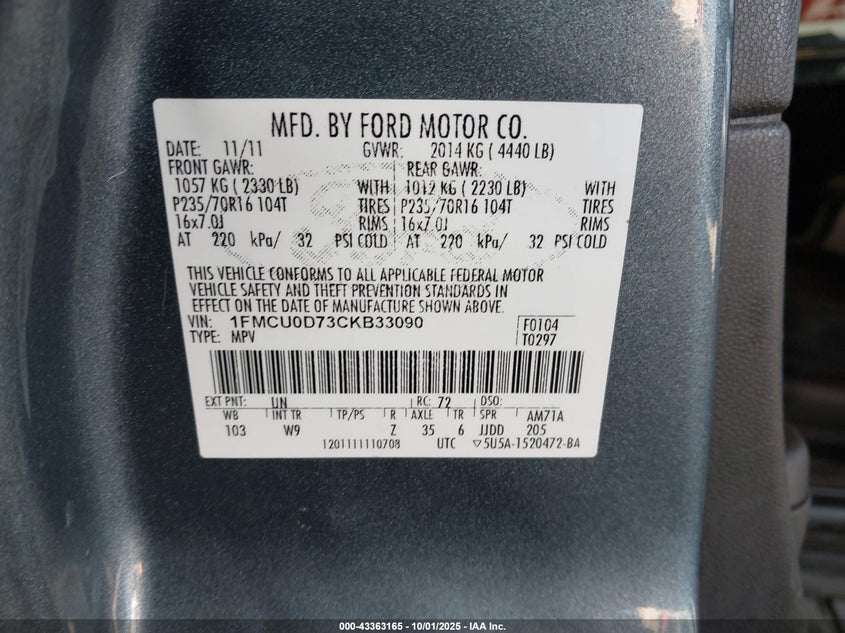 MFD. BY FORD MOTOR CO.
DATE: 11/11 GVWR: 2014 KG ( 4440 LB)
FRONT GAWR: REAR GAWR:
1057 KG ( 2330 LB) WITH 1012 KG ( 2230 LB) WITH
P235/70R16 104T TIRES P235/70R16 104T TIRES
16x7.0J RIMS 16x7.0J RIMS
AT 220 kPa/ 32 PSI COLD AT 220 kPa/ 32 PSI COLD
THIS VEHICLE CONFORMS TO ALL APPLICABLE FEDERAL MOTOR
VEHICLE SAFETY AND THEFT PREVENTION STANDARDS IN
EFFECT ON THE DATE OF MANUFACTURE SHOWN ABOVE.
VIN: 1FMCU0D73CKB33090 F0104
TYPE: MPV T0297
EXT PNT: UN RC: 72 DSO:
WB INT TR TP/PS R AXLE TR SPR AM71A
103 W9 Z 35 6 JJDD 205
1201111110708 UTC ▽5U5A-1520472-BA
000-43363165 - 10/01/2025 - IAA Inc.